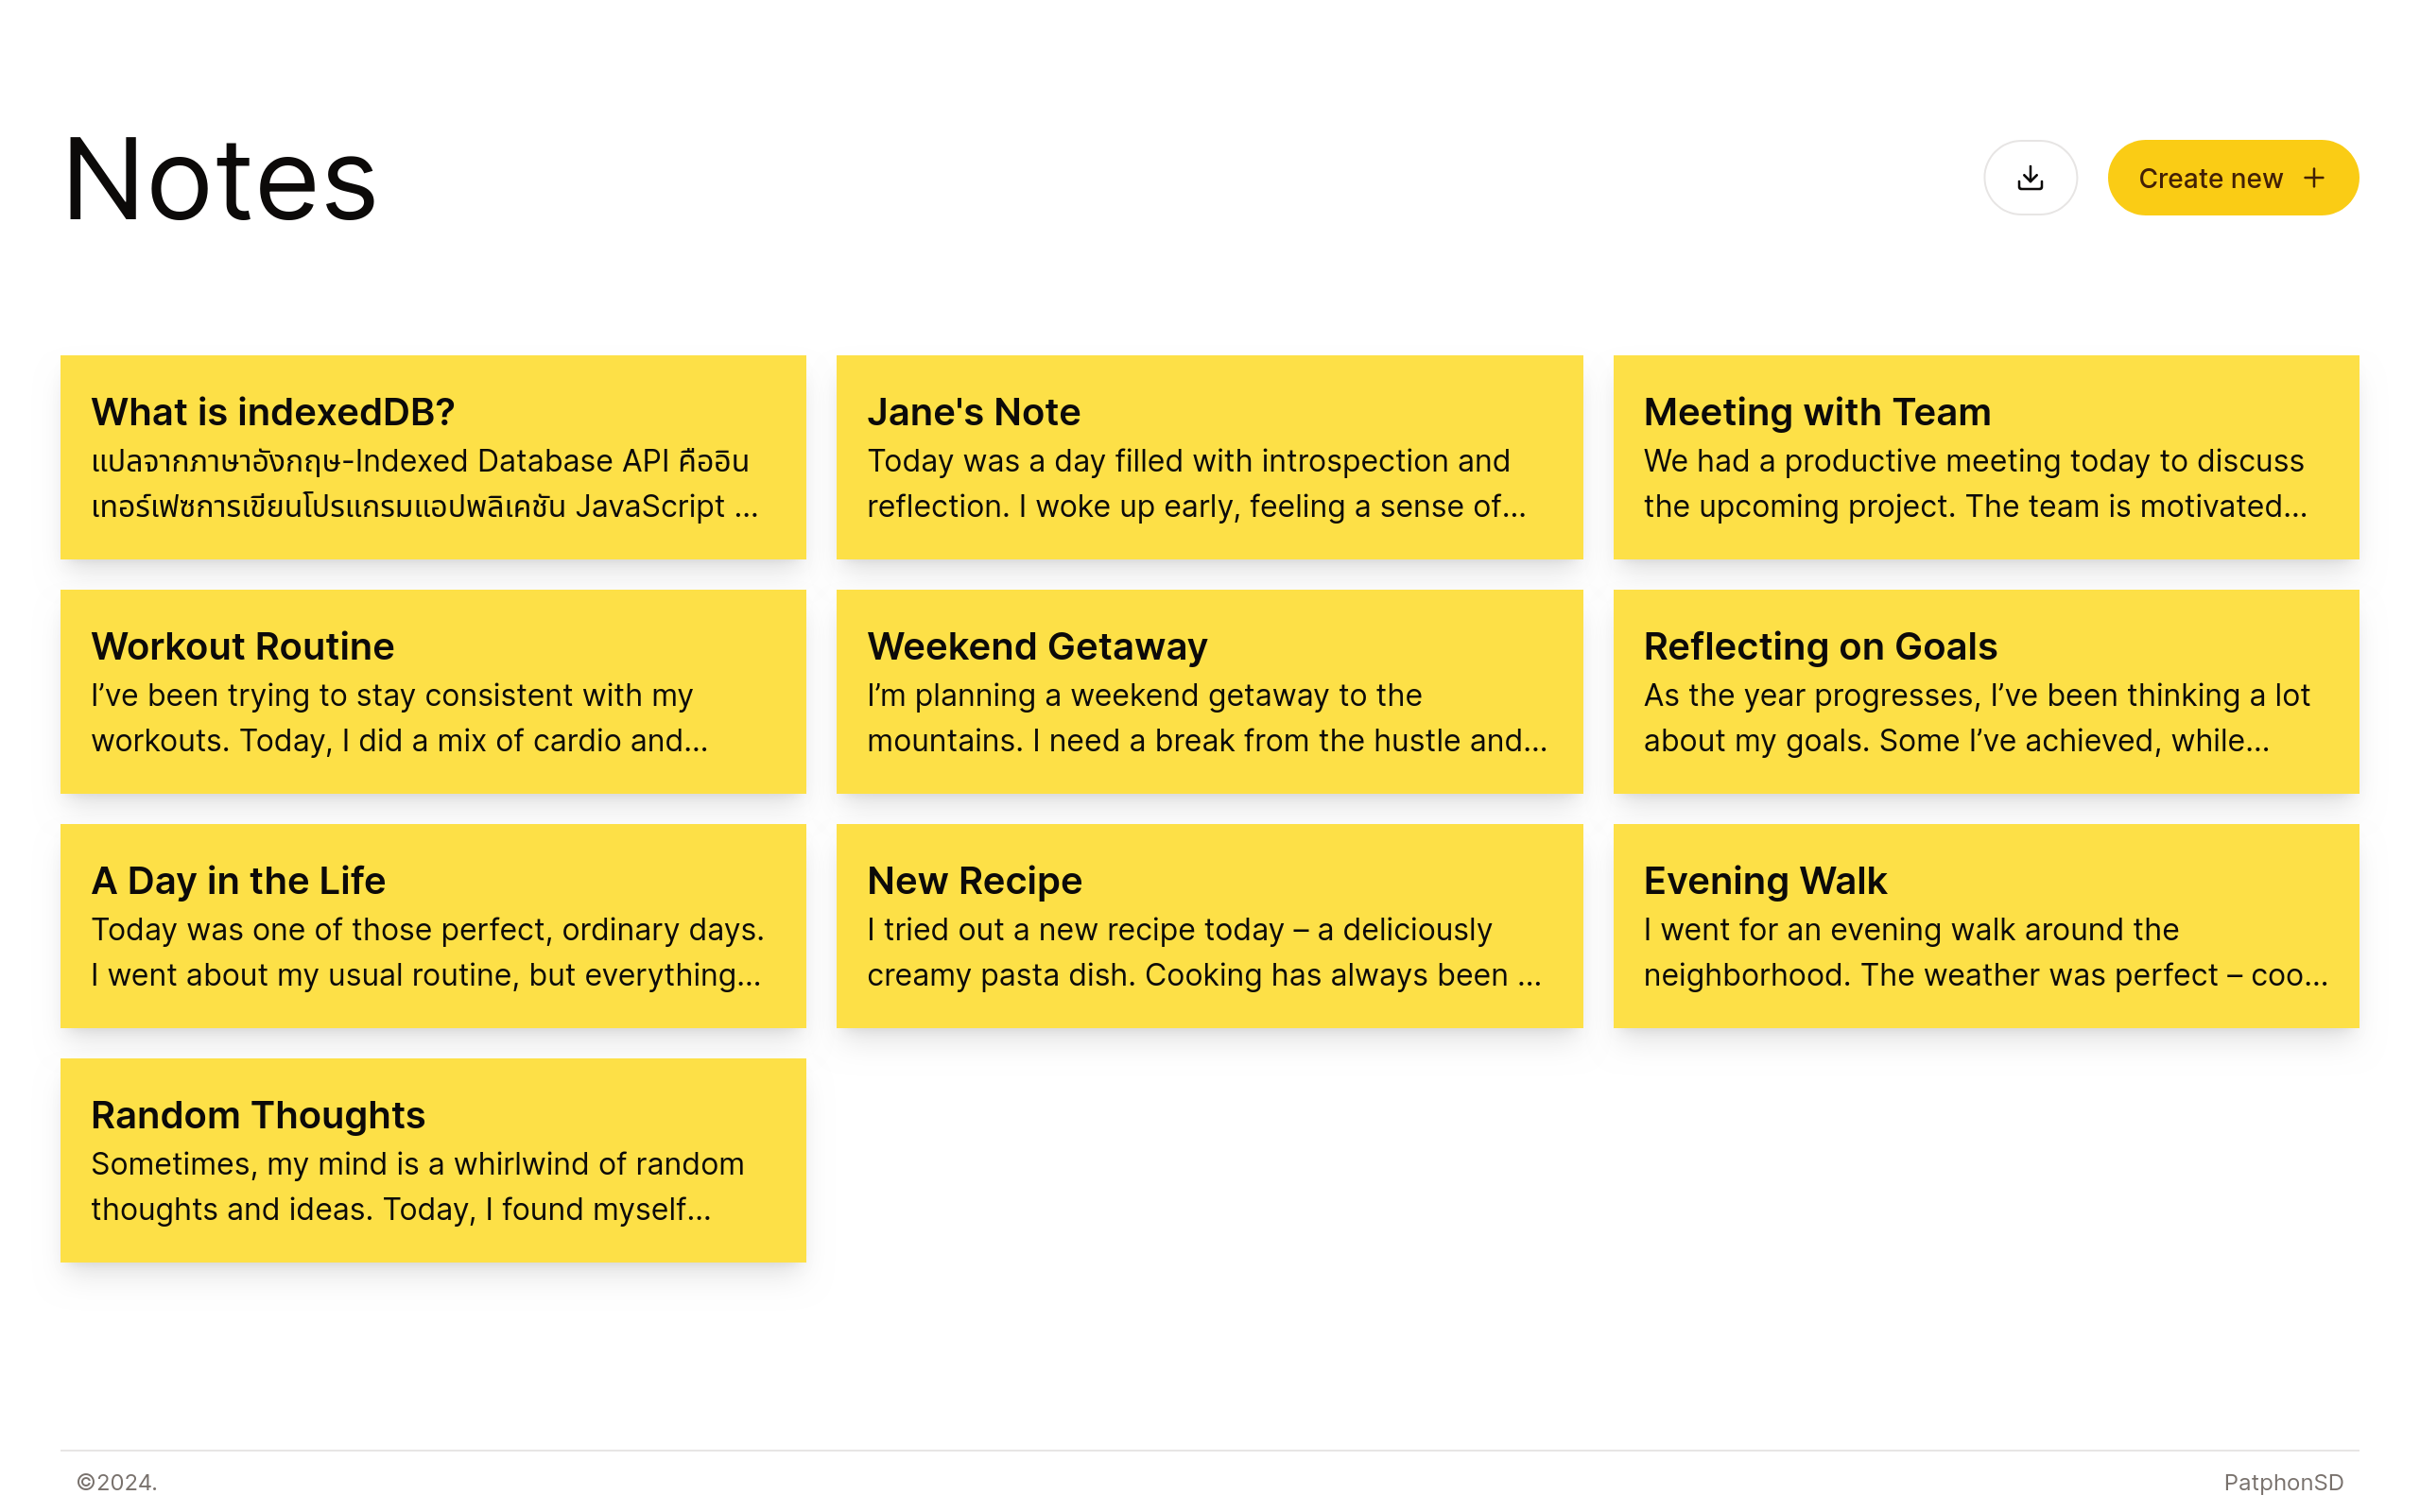 Notes
Create new
What is indexedDB?
แปลจากภาษาอังกฤษ-Indexed Database API คืออิน
เทอร์เฟซการเขียนโปรแกรมแอปพลิเคชัน JavaScript ...
Jane's Note
Today was a day filled with introspection and
reflection. I woke up early, feeling a sense of...
Meeting with Team
We had a productive meeting today to discuss
the upcoming project. The team is motivated...
Workout Routine
I’ve been trying to stay consistent with my
workouts. Today, I did a mix of cardio and...
Weekend Getaway
I’m planning a weekend getaway to the
mountains. I need a break from the hustle and...
Reflecting on Goals
As the year progresses, I’ve been thinking a lot
about my goals. Some I’ve achieved, while...
A Day in the Life
Today was one of those perfect, ordinary days.
I went about my usual routine, but everything...
New Recipe
I tried out a new recipe today – a deliciously
creamy pasta dish. Cooking has always been ...
Evening Walk
I went for an evening walk around the
neighborhood. The weather was perfect – coo...
Random Thoughts
Sometimes, my mind is a whirlwind of random
thoughts and ideas. Today, I found myself...
©2024.
PatphonSD